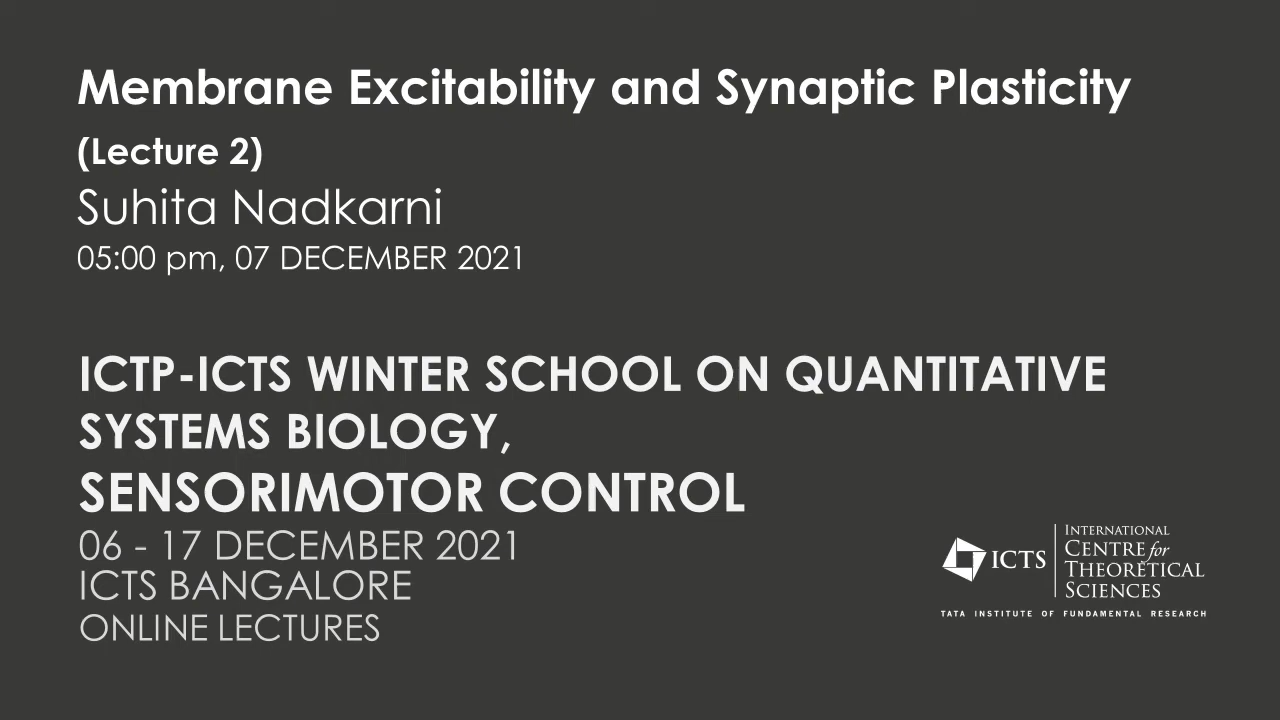 Membrane Excitability and Synaptic Plasticity
(Lecture 2)
Suhita Nadkarni
05:00 pm, 07 DECEMBER 2021
ICTP-ICTS WINTER SCHOOL ON QUANTITATIVE
SYSTEMS BIOLOGY,
SENSORIMOTOR CONTROL
06 - 17 DECEMBER 2021
ICTS BANGALORE
ONLINE LECTURES
ICTS
INTERNATIONAL
CENTRE for
THEORETICAL
SCIENCES
TATA INSTITUTE OF FUNDAMENTAL RESEARCH